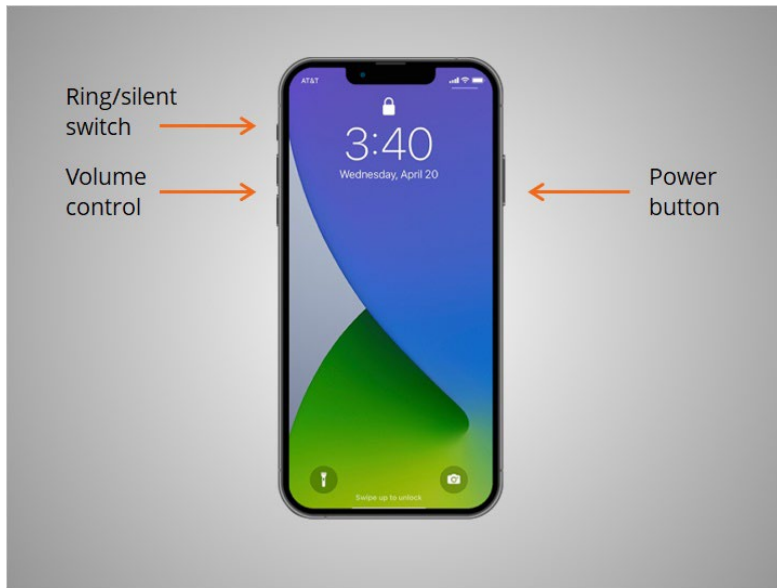 Ring/silent
switch
Volume
control
AT&T
3:40
Wednesday, April 20
Swipe up to unlock
Power
button